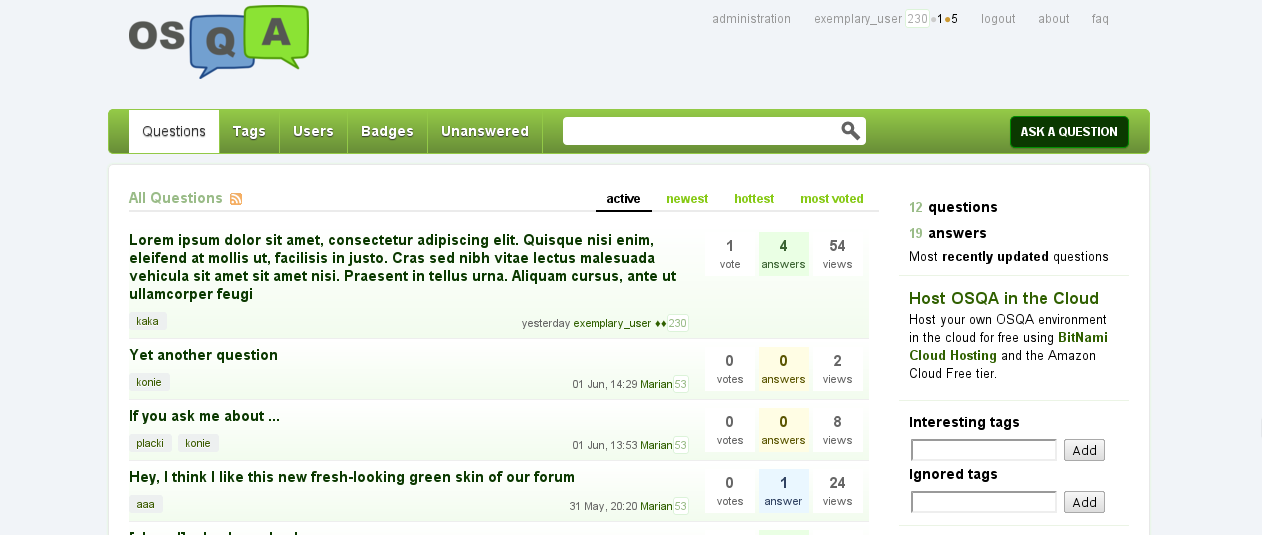 OSQA
administration exemplary_user 230 ●1●5 logout about faq
Questions Tags Users Badges Unanswered ASK A QUESTION
All Questions active newest hottest most voted
Lorem ipsum dolor sit amet, consectetur adipiscing elit. Quisque nisi enim,
eleifend at mollis ut, facilisis in justo. Cras sed nibh vitae lectus malesuada
vehicula sit amet sit amet nisi. Praesent in tellus urna. Aliquam cursus, ante ut
ullamcorper feugi
1 4 54
vote answers views
kaka yesterday exemplary_user ♦♦230
Yet another question
0 0 2
votes answers views
konie 01 Jun, 14:29 Marian53
If you ask me about ...
0 0 8
votes answers views
placki konie 01 Jun, 13:53 Marian53
Hey, I think I like this new fresh-looking green skin of our forum
0 1 24
votes answer views
aaa 31 May, 20:20 Marian53
12 questions
19 answers
Most recently updated questions
Host OSQA in the Cloud
Host your own OSQA environment
in the cloud for free using BitNami
Cloud Hosting and the Amazon
Cloud Free tier.
Interesting tags
Add
Ignored tags
Add